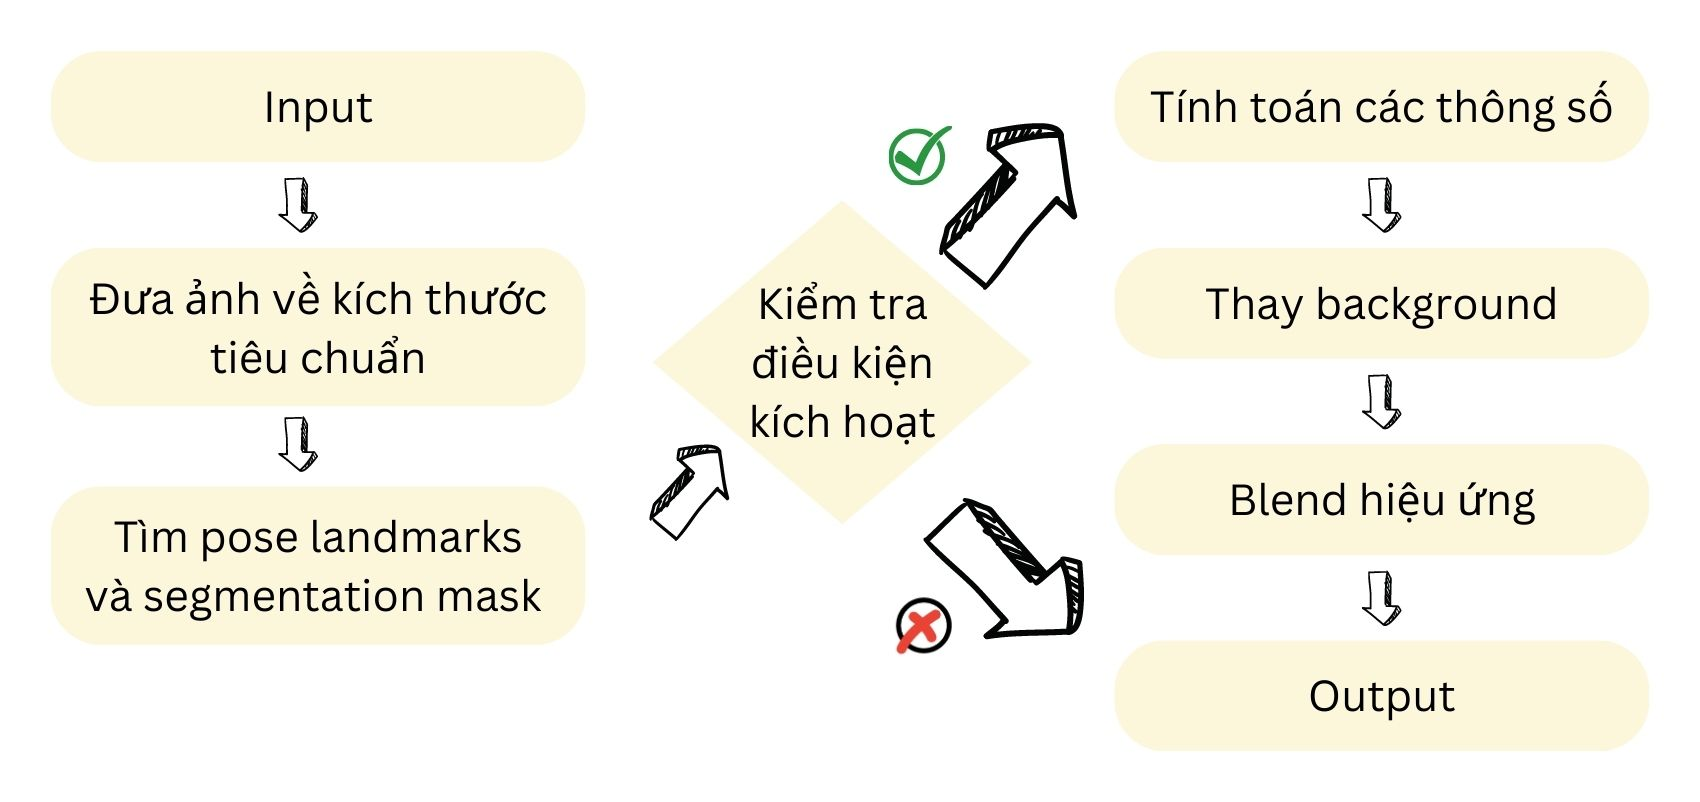 Input
Đưa ảnh về kích thước
tiêu chuẩn
Tìm pose landmarks
và segmentation mask
Kiểm tra
điều kiện
kích hoạt
Tính toán các thông số
Thay background
Blend hiệu ứng
Output